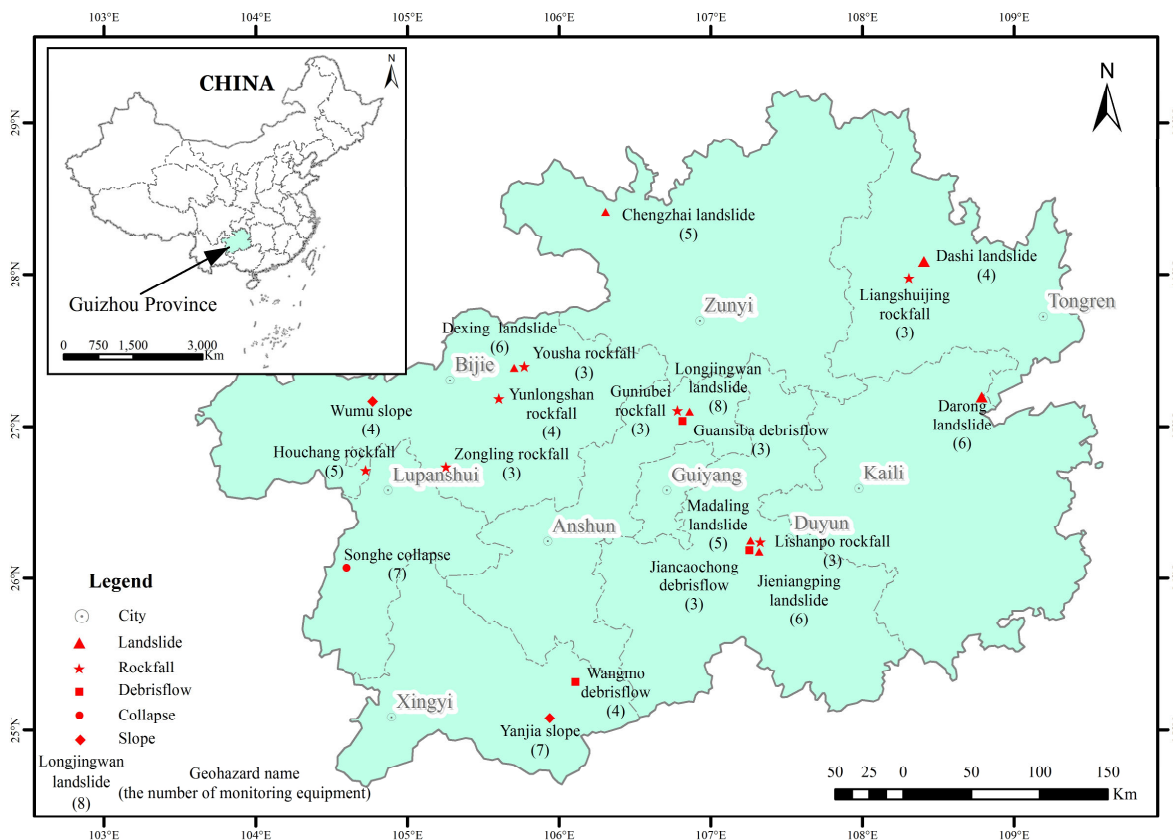 103°E 104°E 105°E 106°E 107°E 108°E 109°E
29°N
28°N
27°N
26°N
25°N
CHINA
N
Guizhou Province
0 750 1,500 3,000
Km
N
Chengzhai landslide
(5)
Dashi landslide
(4)
Liangshuijing
rockfall
(3)
Tongren
Zunyi
Dexing landslide
(6)
Bijie
Yousha rockfall
(3)
Yunlongshan
rockfall
(4)
Longjingwan
landslide
(8)
Guniubei
rockfall
(3)
Guansiba debrisflow
(3)
Darong
landslide
(6)
Wumu slope
(4)
Houchang rockfall
(5)
Zongling rockfall
(3)
Lupanshui
Guiyang
Kaili
Anshun
Madaling
landslide
(5)
Duyun
Lishanpo rockfall
(3)
Jiancaochong
debrisflow
(3)
Jieniangping
landslide
(6)
Songhe collapse
(7)
Wangmo
debrisflow
(4)
Xingyi
Yanjia slope
(7)
Legend
City
Landslide
Rockfall
Debrisflow
Collapse
Slope
Longjingwan
landslide
(8)
Geohazard name
(the number of monitoring equipment)
50 25 0 50 100 150
Km
29°N
28°N
27°N
26°N
25°N
103°E 104°E 105°E 106°E 107°E 108°E 109°E